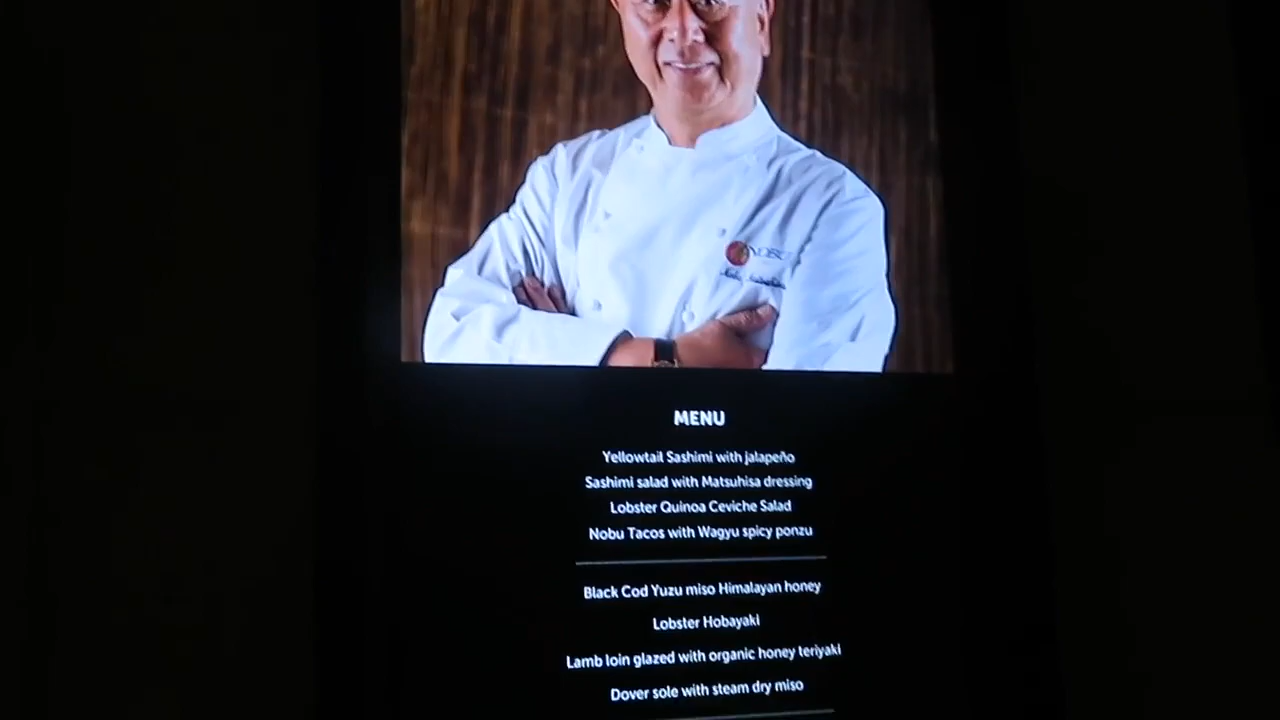 NOBU
MENU
Yellowtail Sashimi with jalapeño
Sashimi salad with Matsuhisa dressing
Lobster Quinoa Ceviche Salad
Nobu Tacos with Wagyu spicy ponzu
Black Cod Yuzu miso Himalayan honey
Lobster Hobayaki
Lamb loin glazed with organic honey teriyaki
Dover sole with steam dry miso